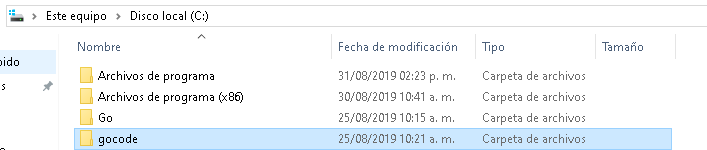 Este equipo > Disco local (C:)
Nombre Fecha de modificación Tipo Tamaño
pido
Archivos de programa 31/08/2019 02:23 p. m. Carpeta de archivos
s Archivos de programa (x86) 30/08/2019 10:41 a. m. Carpeta de archivos
Go 25/08/2019 10:15 a. m. Carpeta de archivos
gocode 25/08/2019 10:21 a. m. Carpeta de archivos